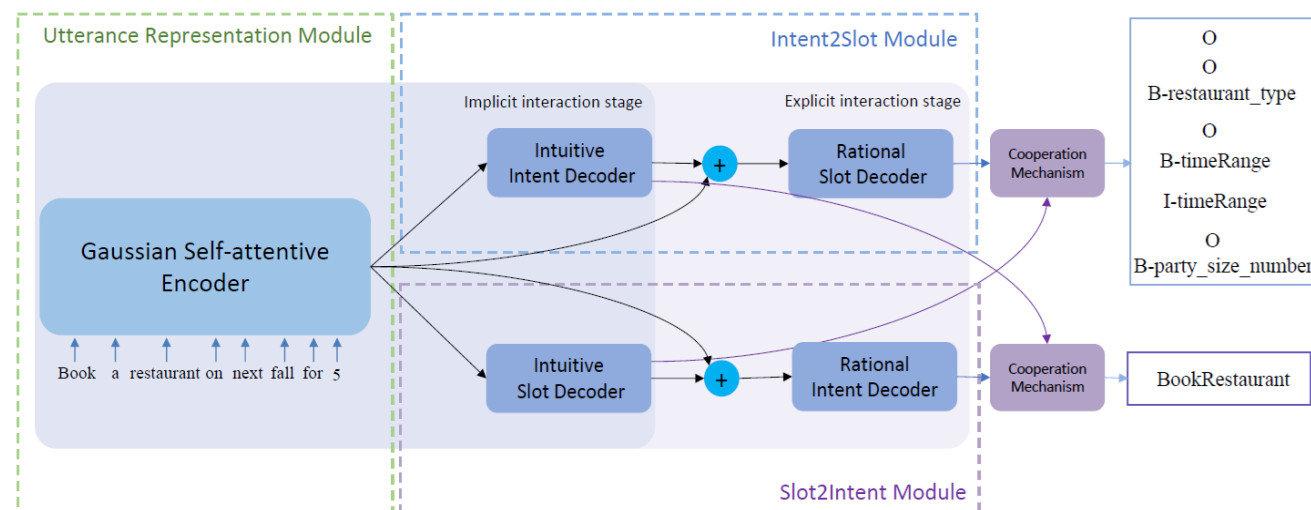 Utterance Representation Module
Intent2Slot Module
Implicit interaction stage
Explicit interaction stage
Intuitive
Intent Decoder
+
Rational
Slot Decoder
Cooperation
Mechanism
O
O
B-restaurant_type
O
B-timeRange
I-timeRange
O
B-party_size_number
Gaussian Self-attentive
Encoder
Book a restaurant on next fall for 5
Intuitive
Slot Decoder
+
Rational
Intent Decoder
Cooperation
Mechanism
BookRestaurant
Slot2Intent Module